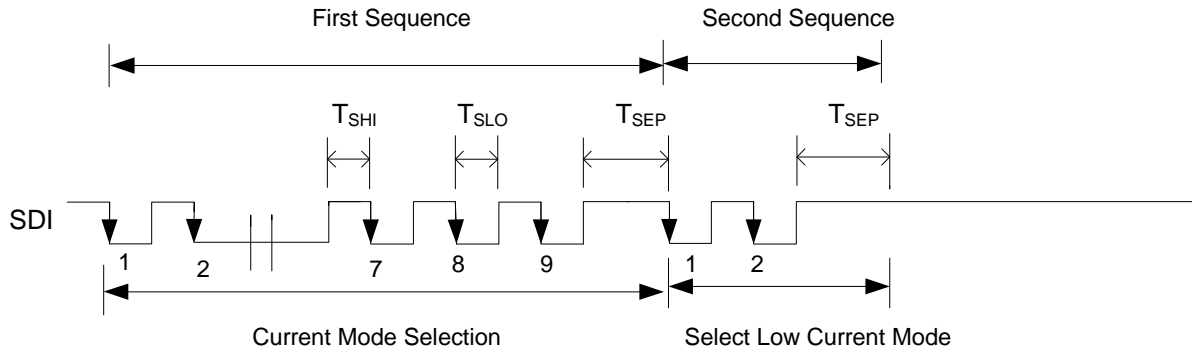 First Sequence
Second Sequence
TSHI
TSLO
TSEP
TSEP
SDI
1
2
7
8
9
1
2
Current Mode Selection
Select Low Current Mode